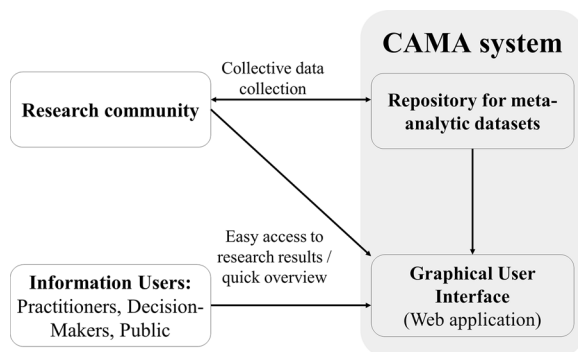 CAMA system
Collective data
collection
Research community
Repository for meta-
analytic datasets
Easy access to
research results /
quick overview
Information Users:
Practitioners, Decision-
Makers, Public
Graphical User
Interface
(Web application)